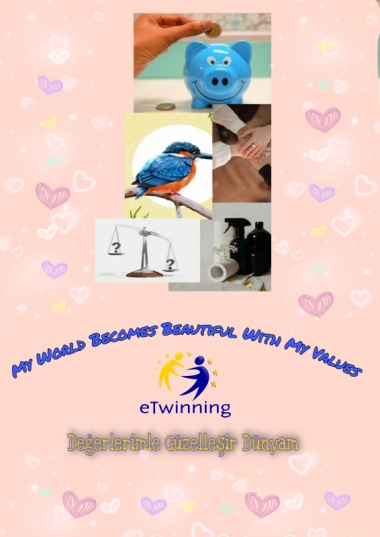 ? ?
My World Becomes Beautiful With My Values
eTwinning
Değerlerimle Güzelleşir Dünyam